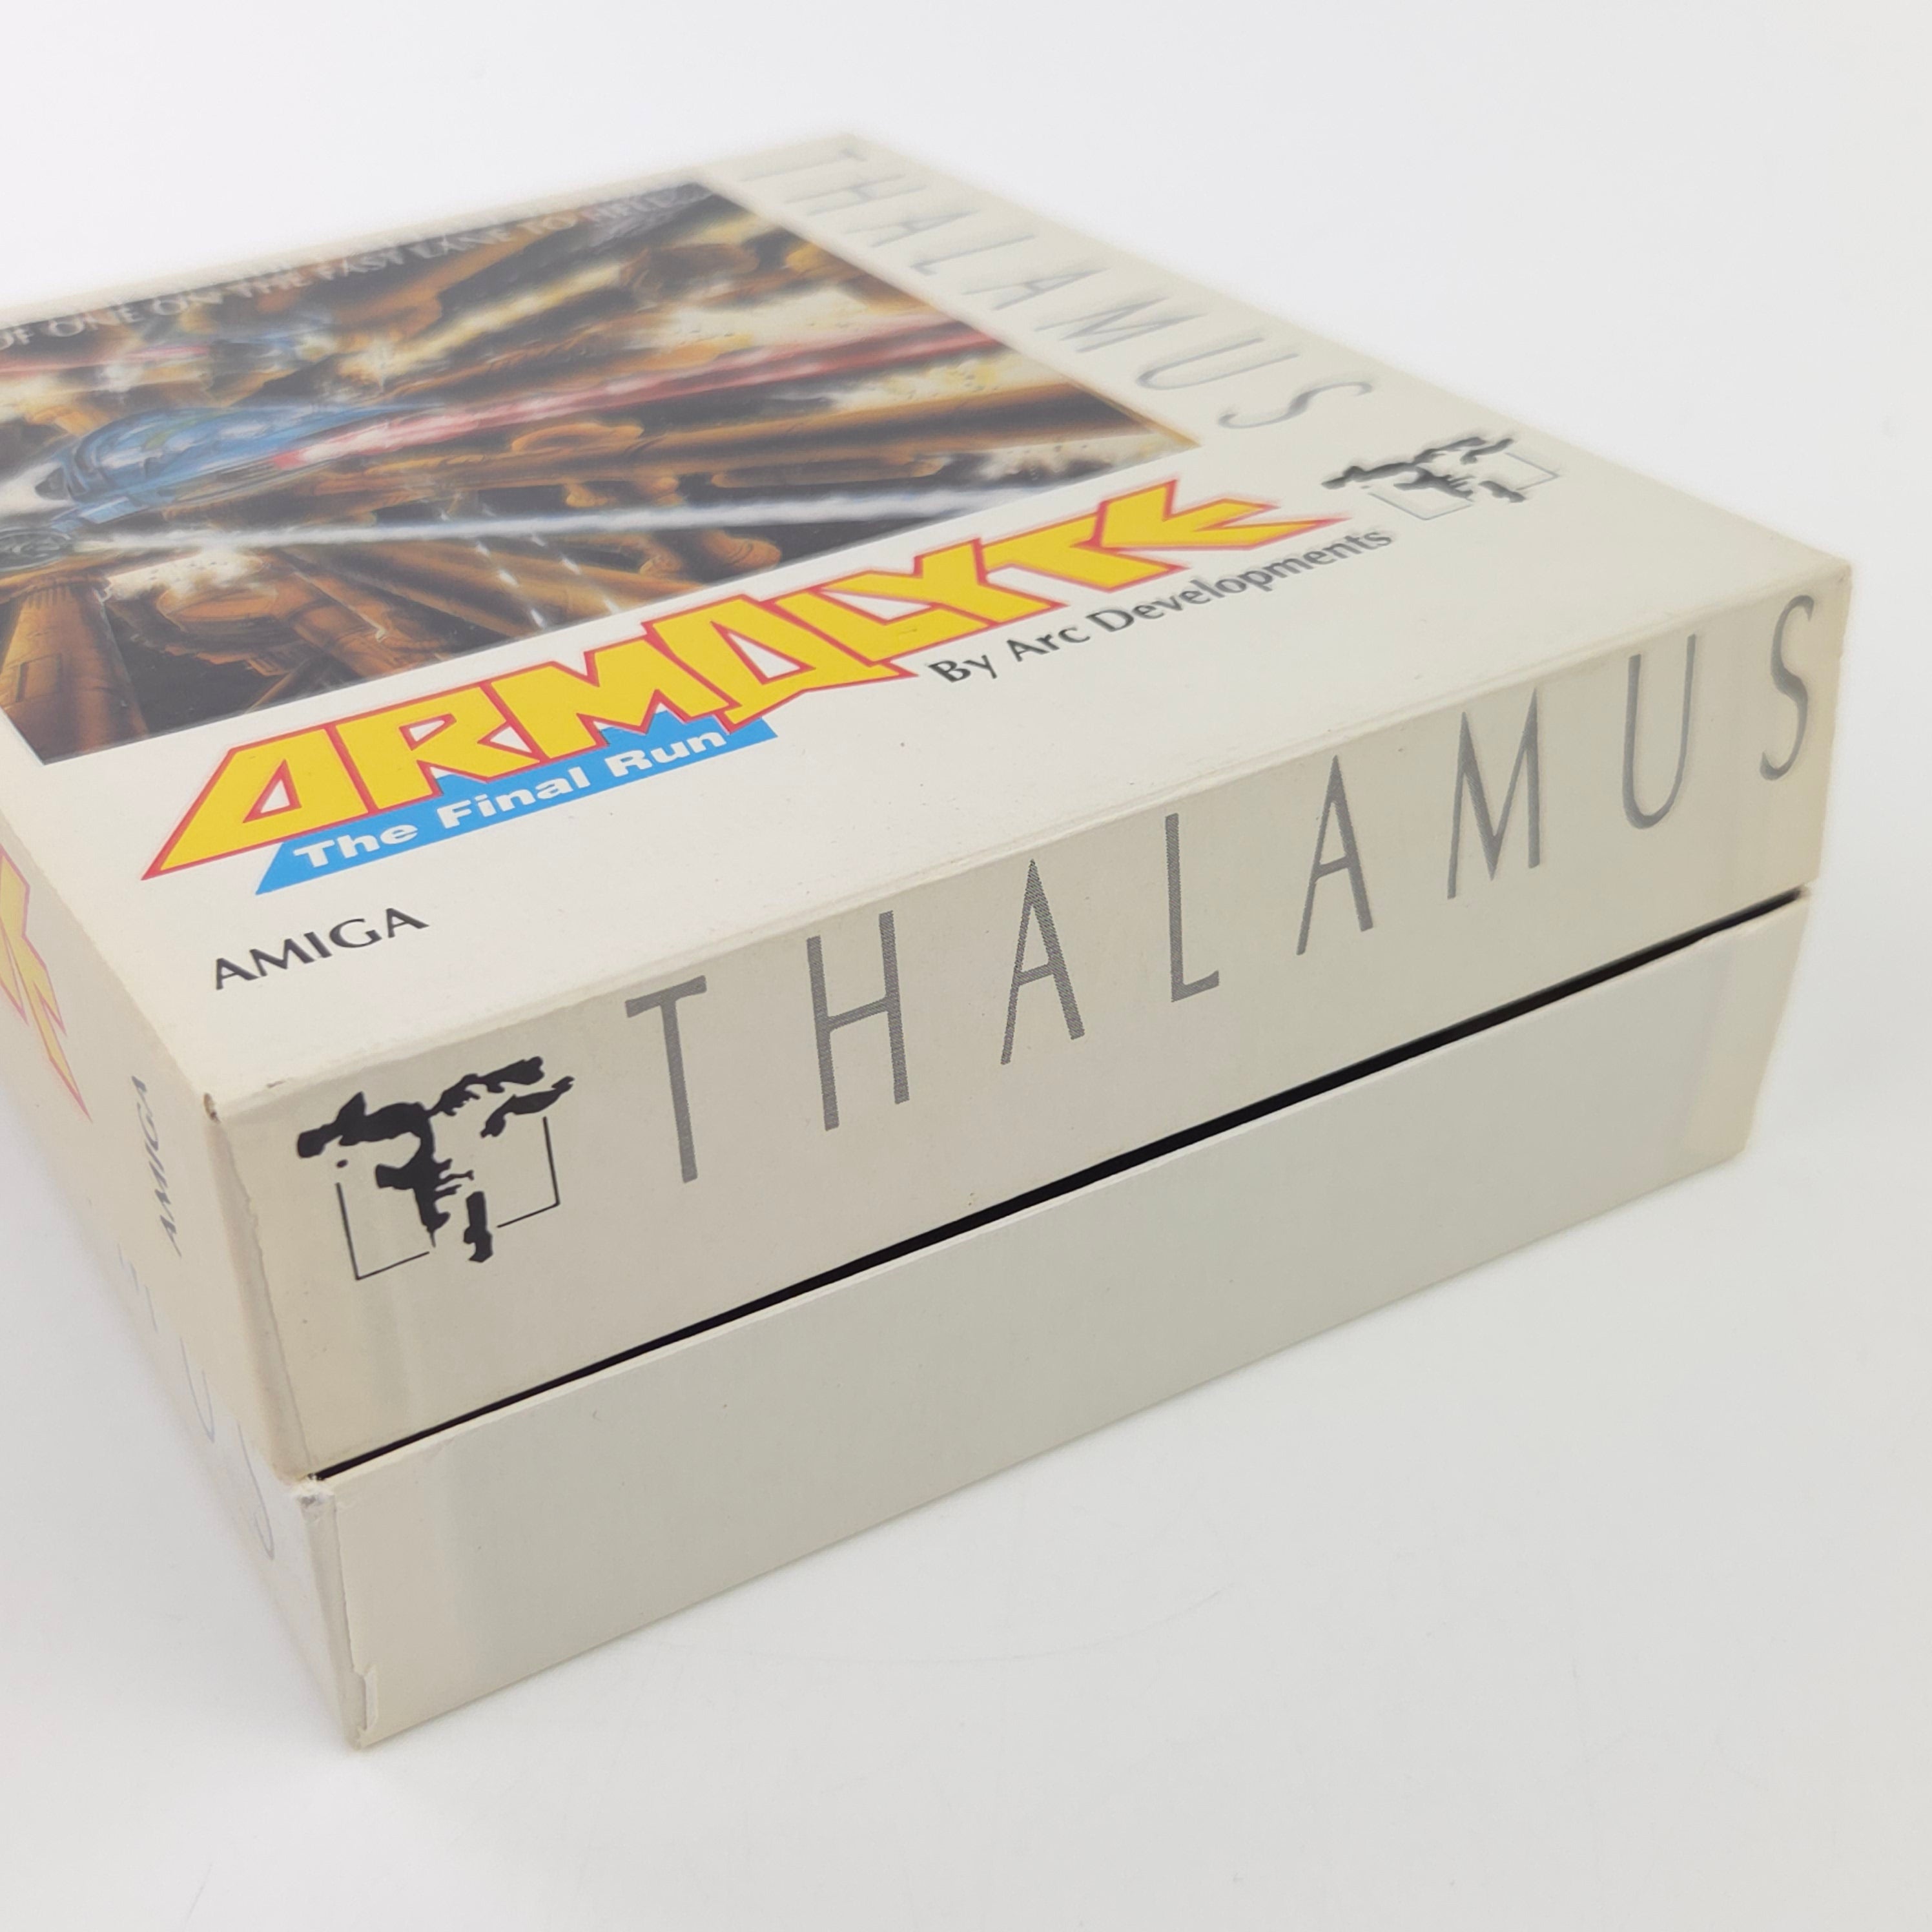 OF ONE ON THE FAST LANE TO HELL
THALAMUS
ARMALYTE
The Final Run
By Arc Developments
AMIGA
THALAMUS
AMIGA